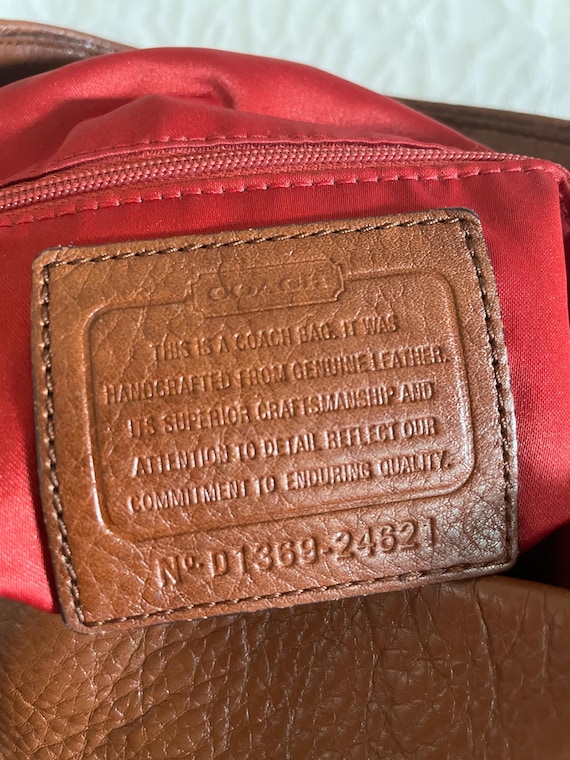 COACH
THIS IS A COACH BAG. IT WAS
HANDCRAFTED FROM GENUINE LEATHER.
ITS SUPERIOR CRAFTSMANSHIP AND
ATTENTION TO DETAIL REFLECT OUR
COMMITMENT TO ENDURING QUALITY.
No. D1369-24621